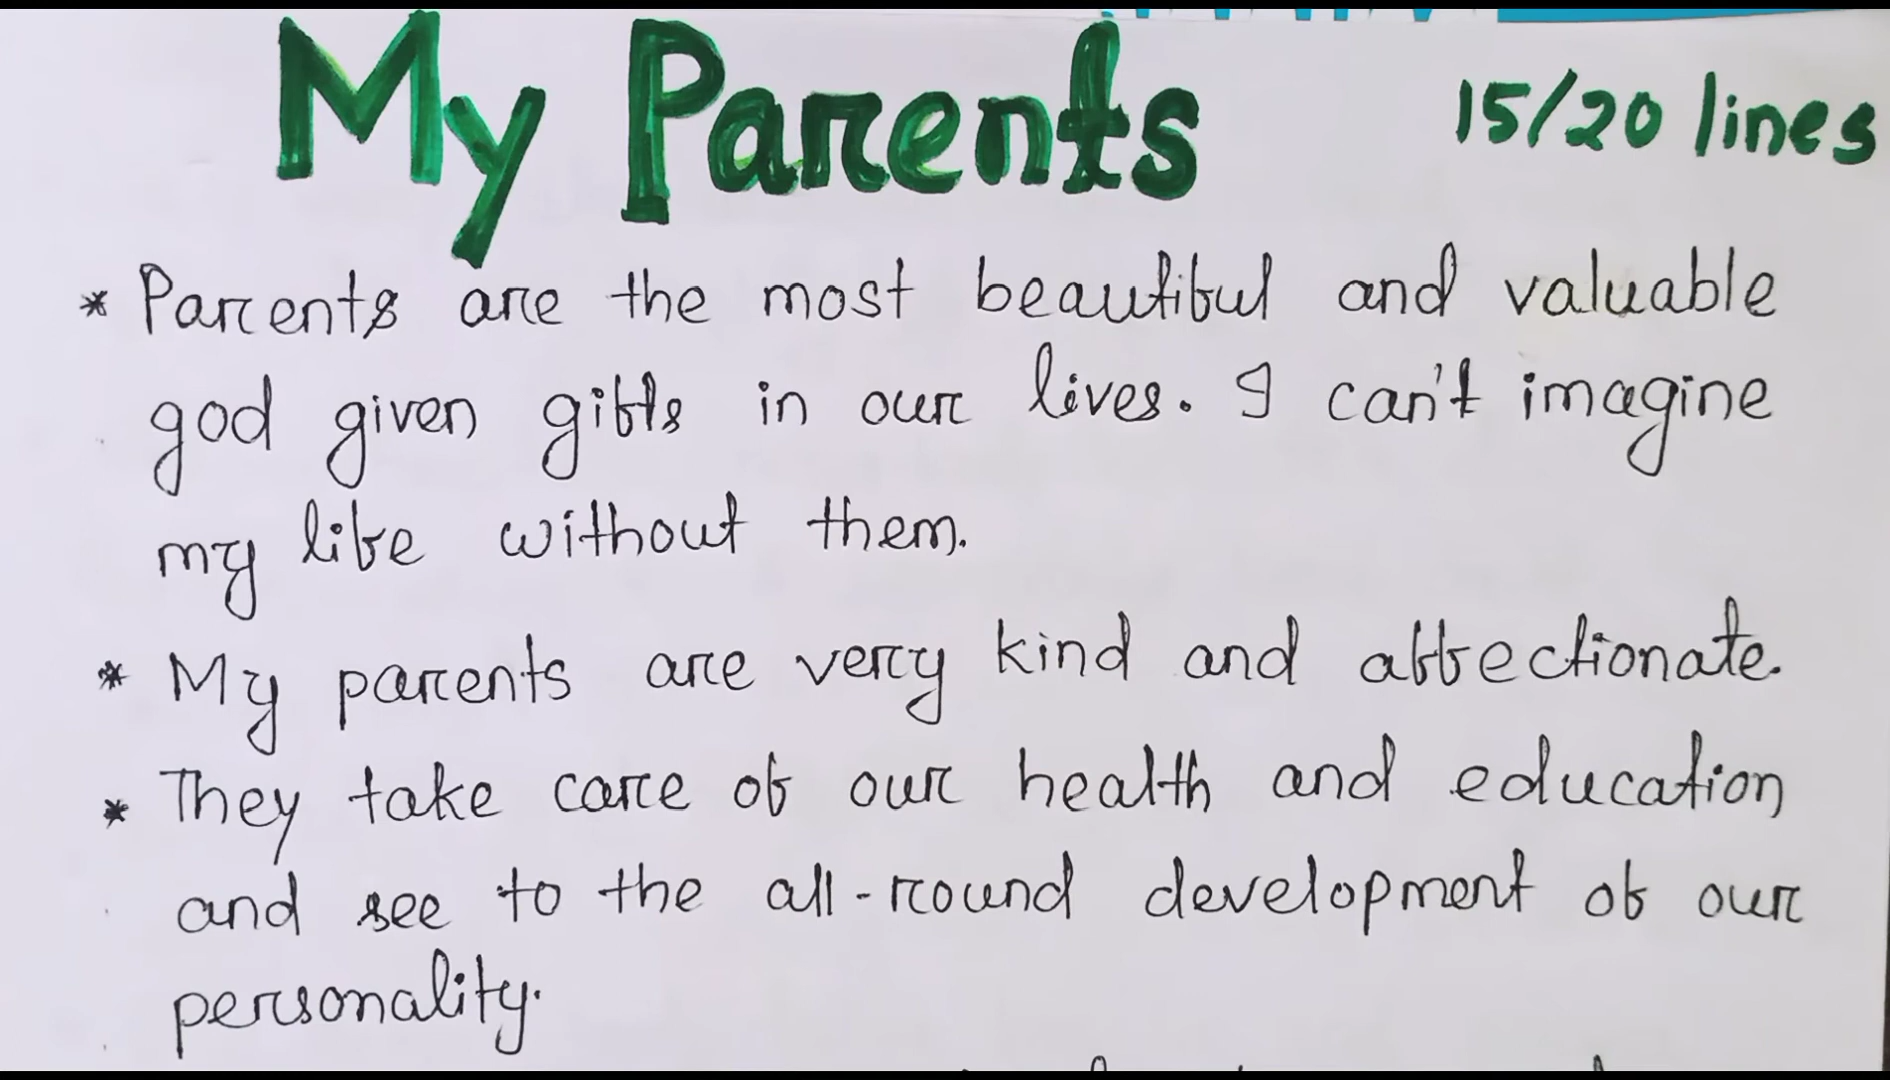 My Parents 15/20 lines
* Parents are the most beautiful and valuable
god given gifts in our lives. I can't imagine
my life without them.
* My parents are very kind and affectionate.
* They take care of our health and education
and see to the all-round development of our
personality.